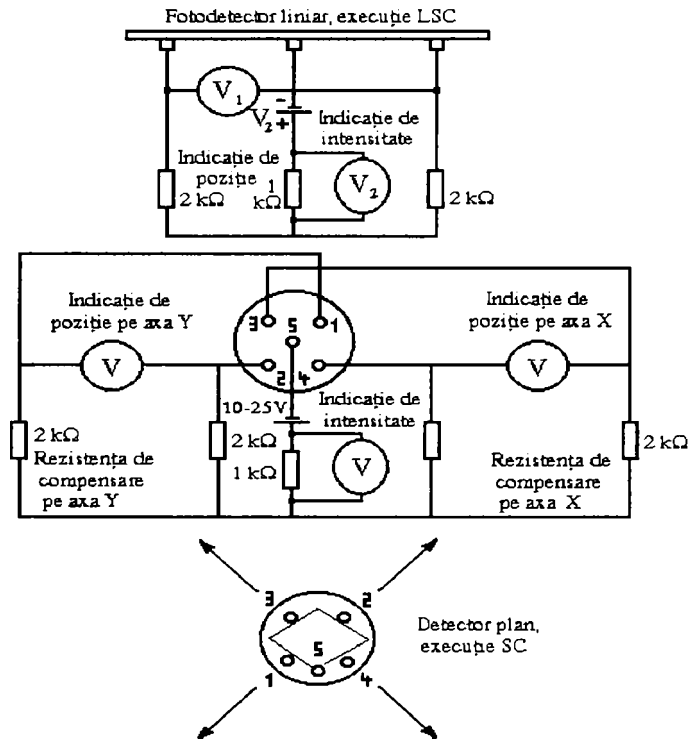 Fotodetector liniar, execuție LSC
V₁
-
V₂
+
Indicație de
intensitate
Indicație de
poziție
2 kΩ
1
kΩ
V₂
2 kΩ
Indicație de
poziție pe axa Y
3
5
1
2
4
Indicație de
poziție pe axa X
V
V
10-25V
Indicație de
intensitate
2 kΩ
Rezistența de
compensare
pe axa Y
2 kΩ
1 kΩ
V
2 kΩ
Rezistența de
compensare
pe axa X
3
2
5
1
4
Detector plan,
execuție SC